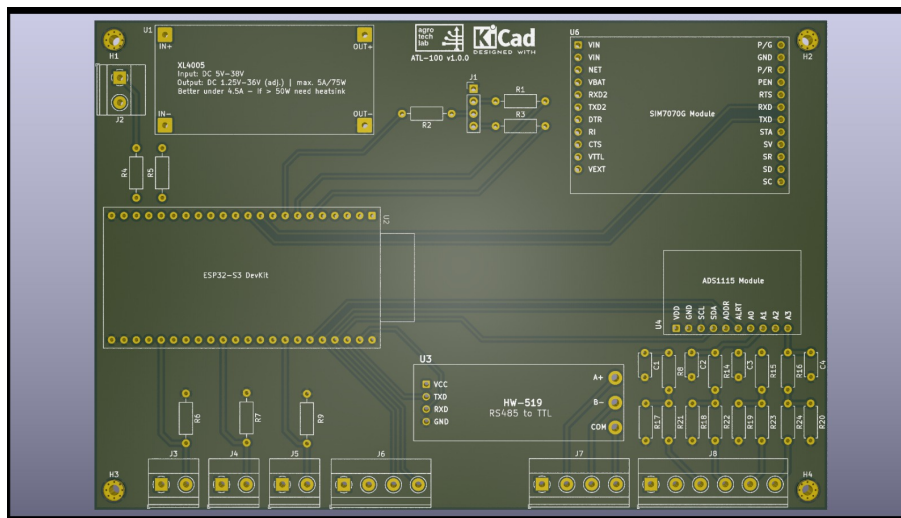 U1
IN+
OUT+
XL4005
Input: DC 5V-38V
Output: DC 1.25V-36V (adj.) | max. 5A/75W
Better under 4.5A - If > 50W need heatsink
IN-
OUT-
H1
J2
agro
tech
lab
KiCad
DESIGNED WITH
ATL-100 v1.0.0
J1
R1
R2
R3
U6
VIN
VIN
NET
VBAT
RXD2
TXD2
DTR
RI
CTS
VTTL
VEXT
SIM7070G Module
P/G
GND
P/R
PEN
RTS
RXD
TXD
STA
SV
SR
SD
SC
H2
R4
R5
U2
ESP32-S3 DevKit
ADS1115 Module
U4
VDD
GND
SCL
SDA
ADDR
ALRT
A0
A1
A2
A3
U3
VCC
TXD
RXD
GND
HW-519
RS485 to TTL
A+
B-
COM
C1
R8
C2
R14
C3
R15
R16
C4
R17
R21
R18
R22
R19
R23
R24
R20
R6
R7
R9
H3
J3
J4
J5
J6
J7
J8
H4